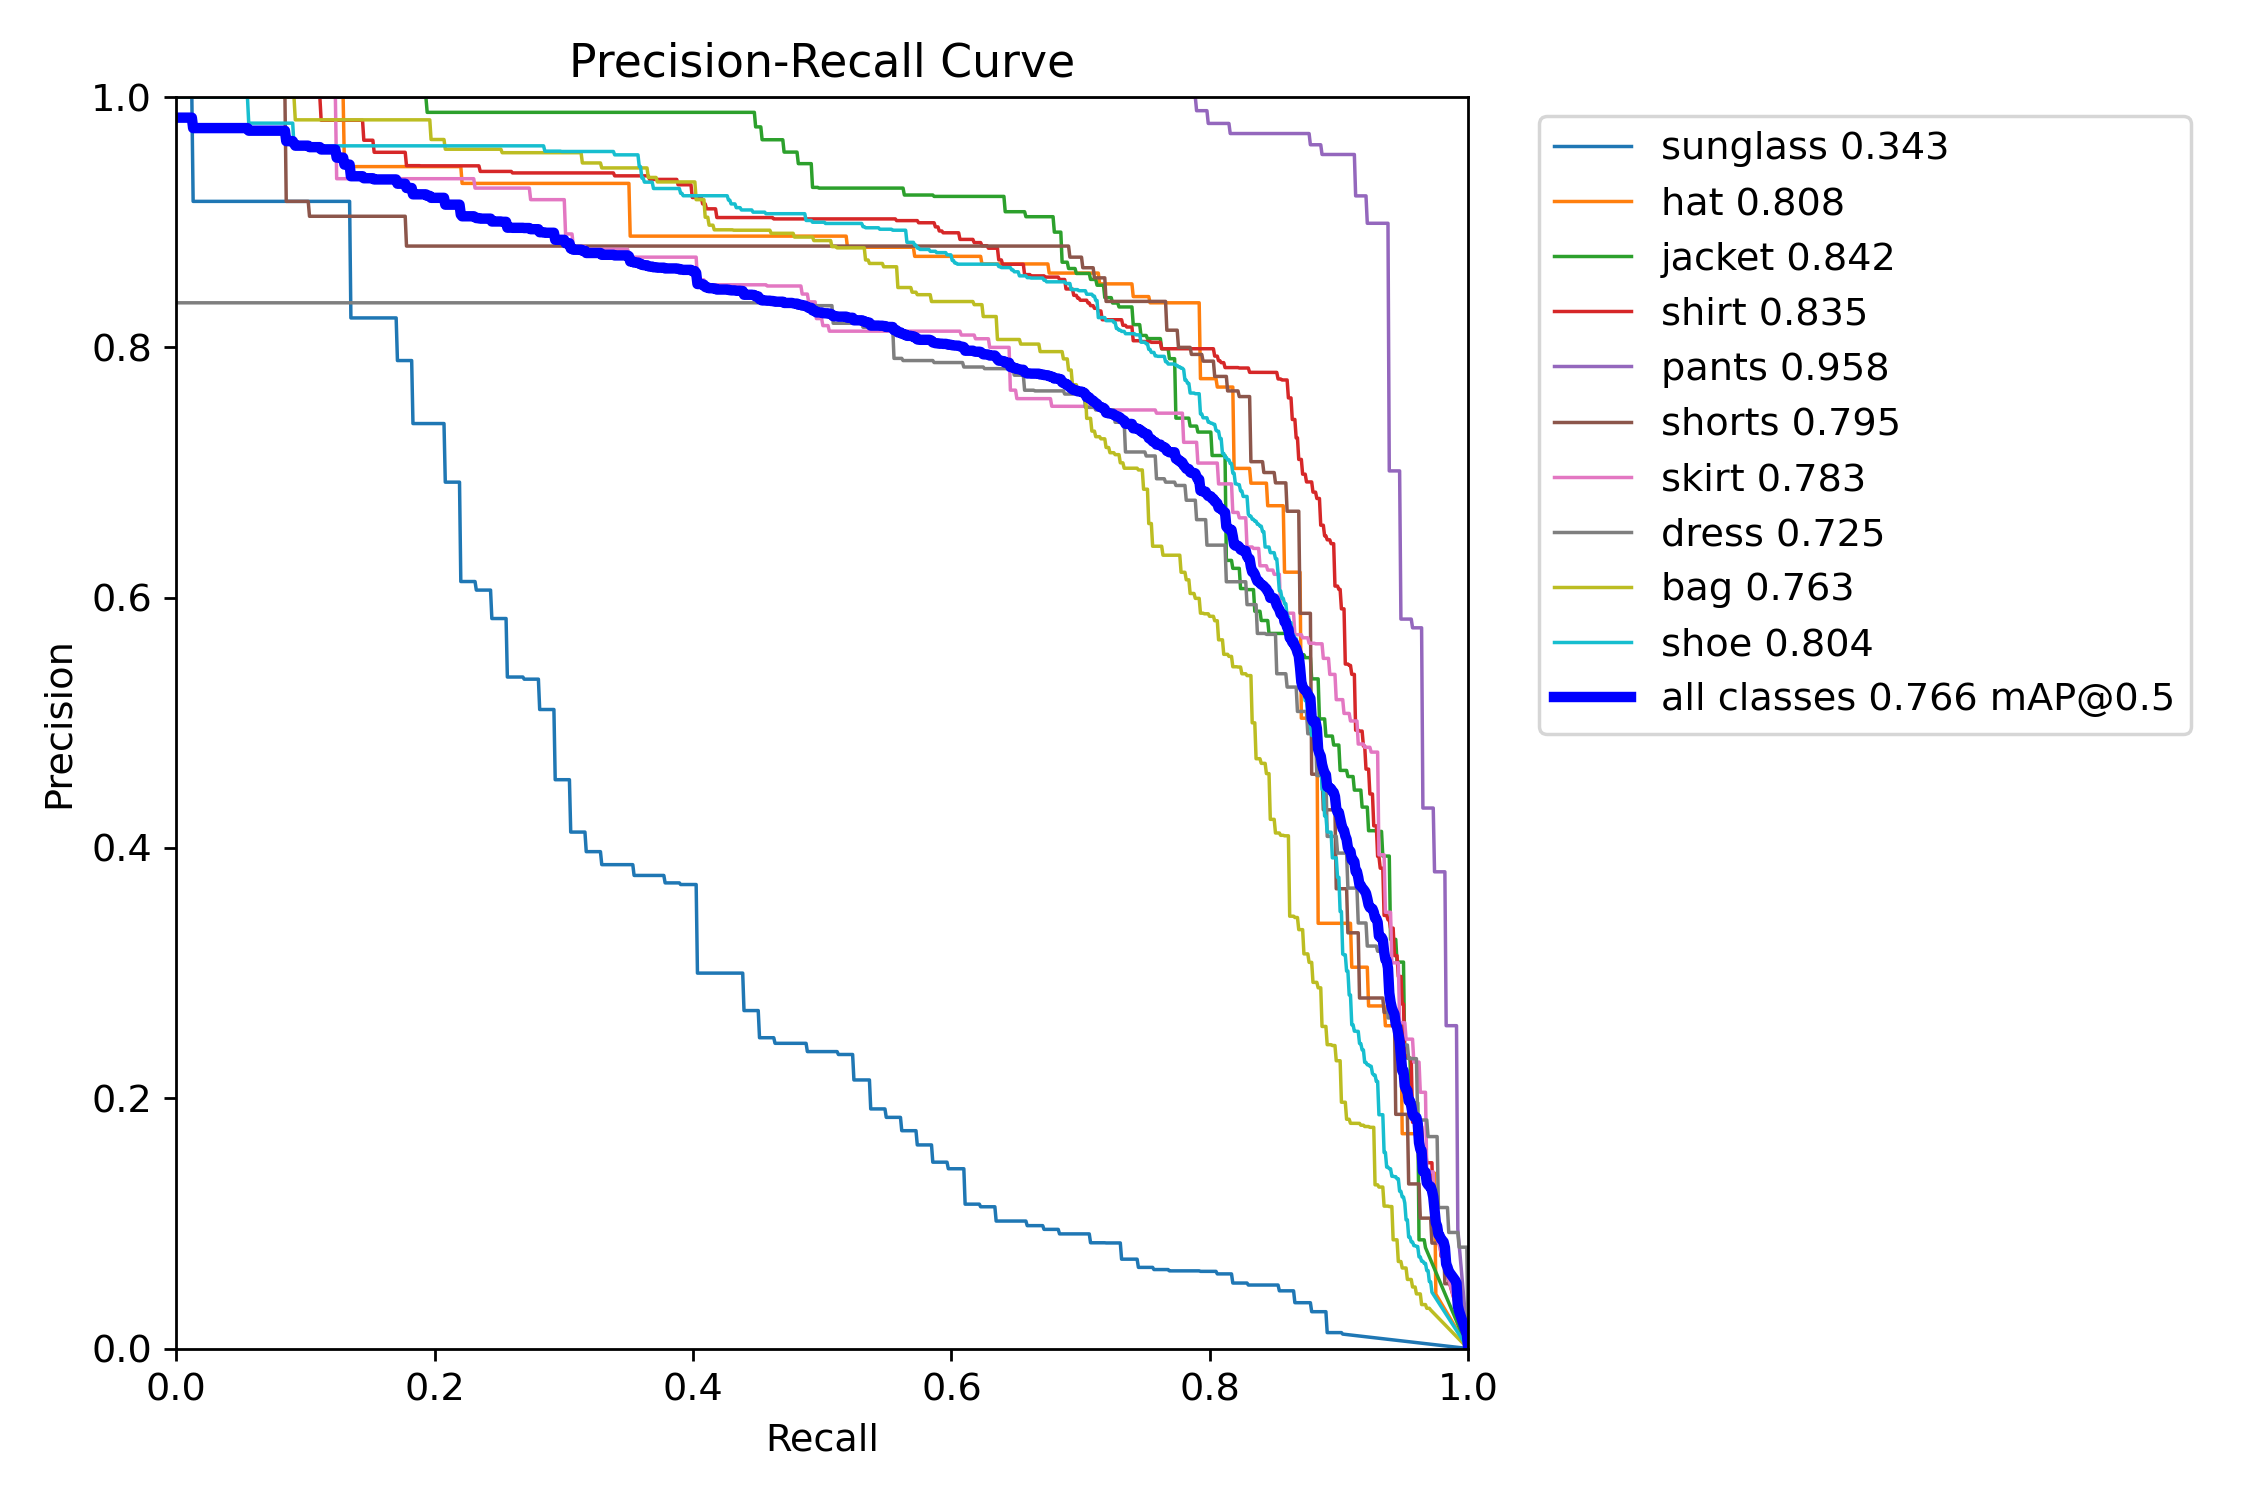 Precision-Recall Curve
1.0
0.8
0.6
0.4
0.2
0.0
Precision
0.0 0.2 0.4 0.6 0.8 1.0
Recall
sunglass 0.343
hat 0.808
jacket 0.842
shirt 0.835
pants 0.958
shorts 0.795
skirt 0.783
dress 0.725
bag 0.763
shoe 0.804
all classes 0.766 mAP@0.5